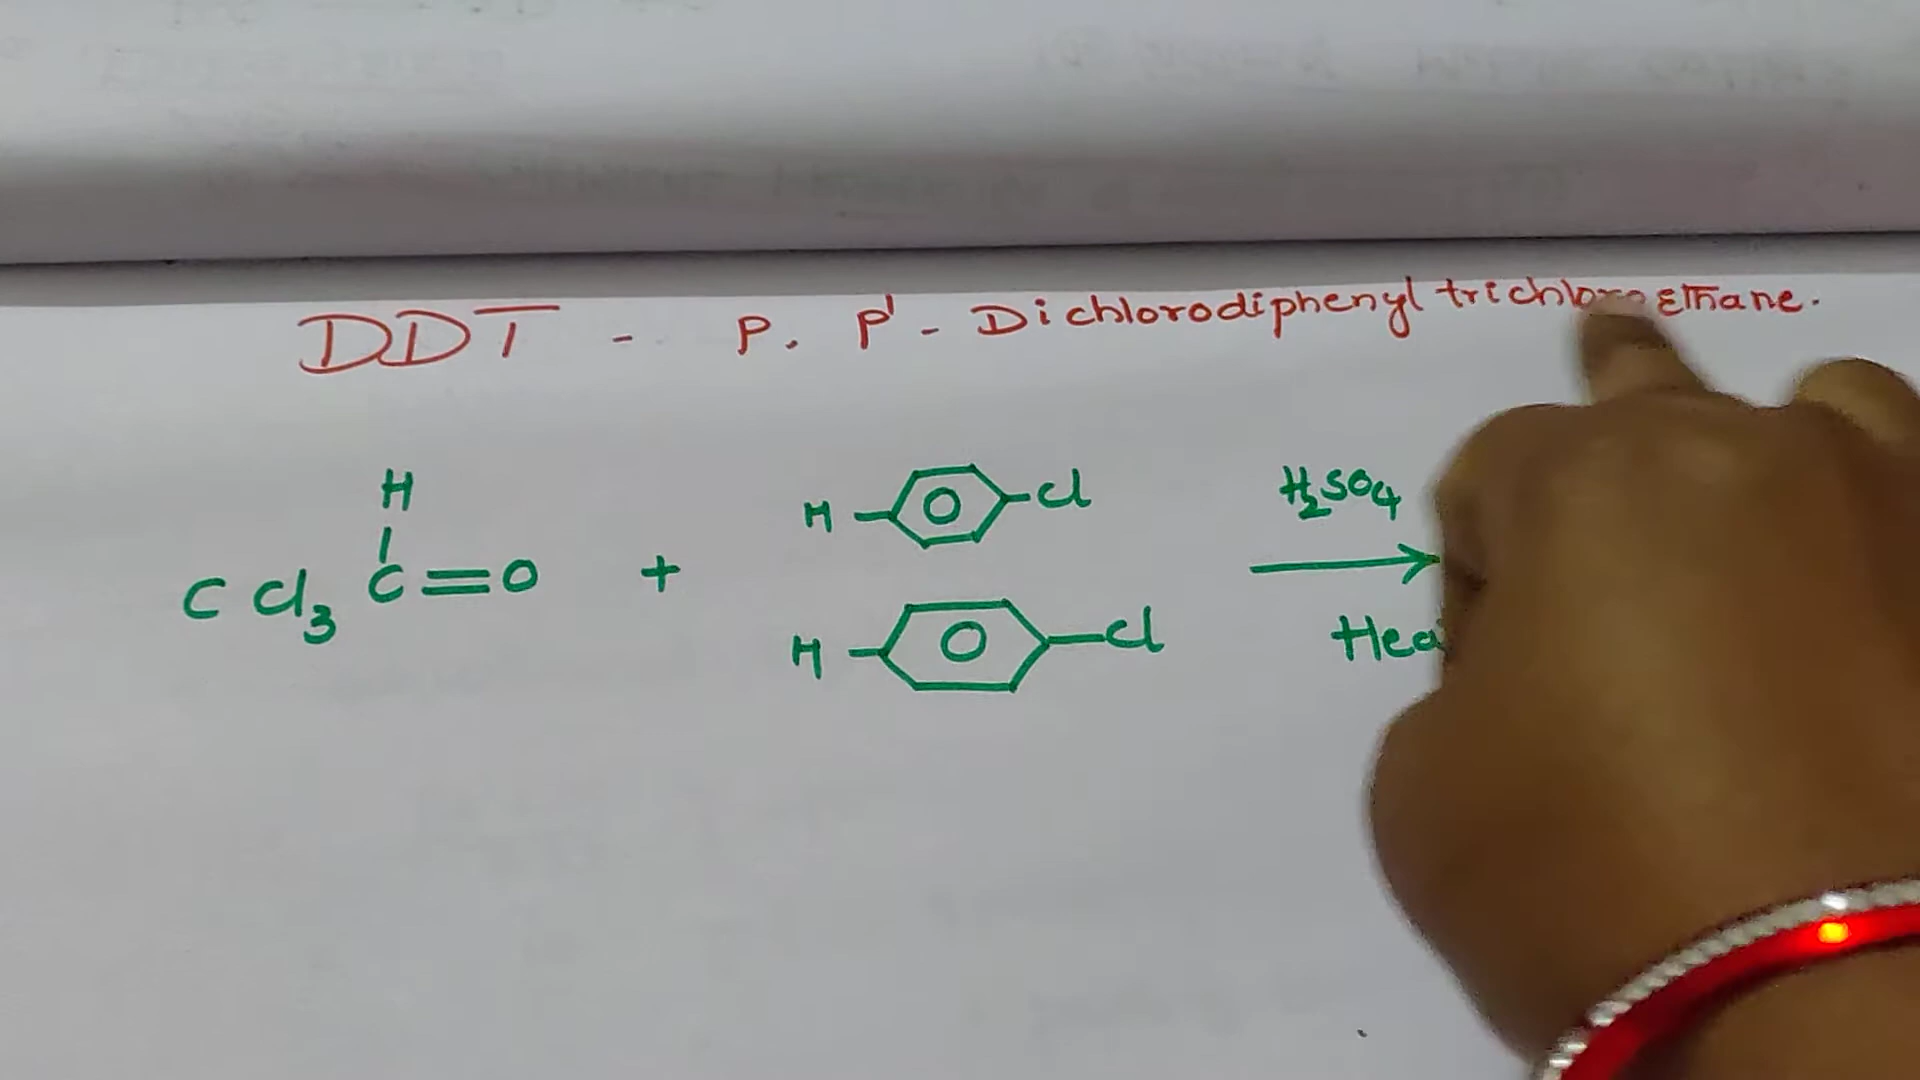 DDT - P. P' - Dichlorodiphenyl trichloroethane.
H
CCl₃ C=O + H Cl H₂SO₄
H Cl